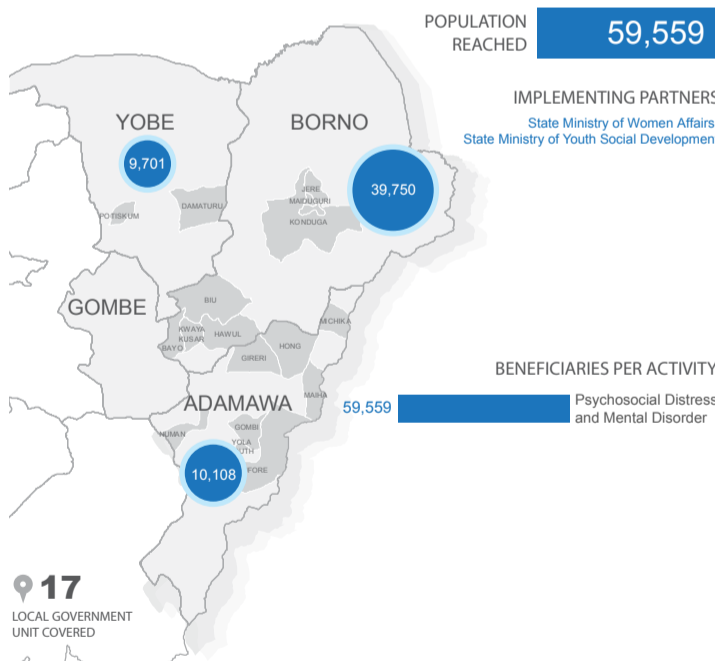 POPULATION
REACHED
59,559
IMPLEMENTING PARTNERS
State Ministry of Women Affairs
State Ministry of Youth Social Development
YOBE
BORNO
9,701
39,750
JERE
MAIDUGURI
KONDUGA
DAMATURU
POTISKUM
GOMBE
BIU
KWAYA
KUSAR
HAWUL
BAYO
MICHIKA
HONG
GIRERI
BENEFICIARIES PER ACTIVITY
MAIHA
ADAMAWA
59,559
Psychosocial Distress
and Mental Disorder
NUMAN
GOMBI
YOLA
UTH
10,108
FORE
17
LOCAL GOVERNMENT
UNIT COVERED